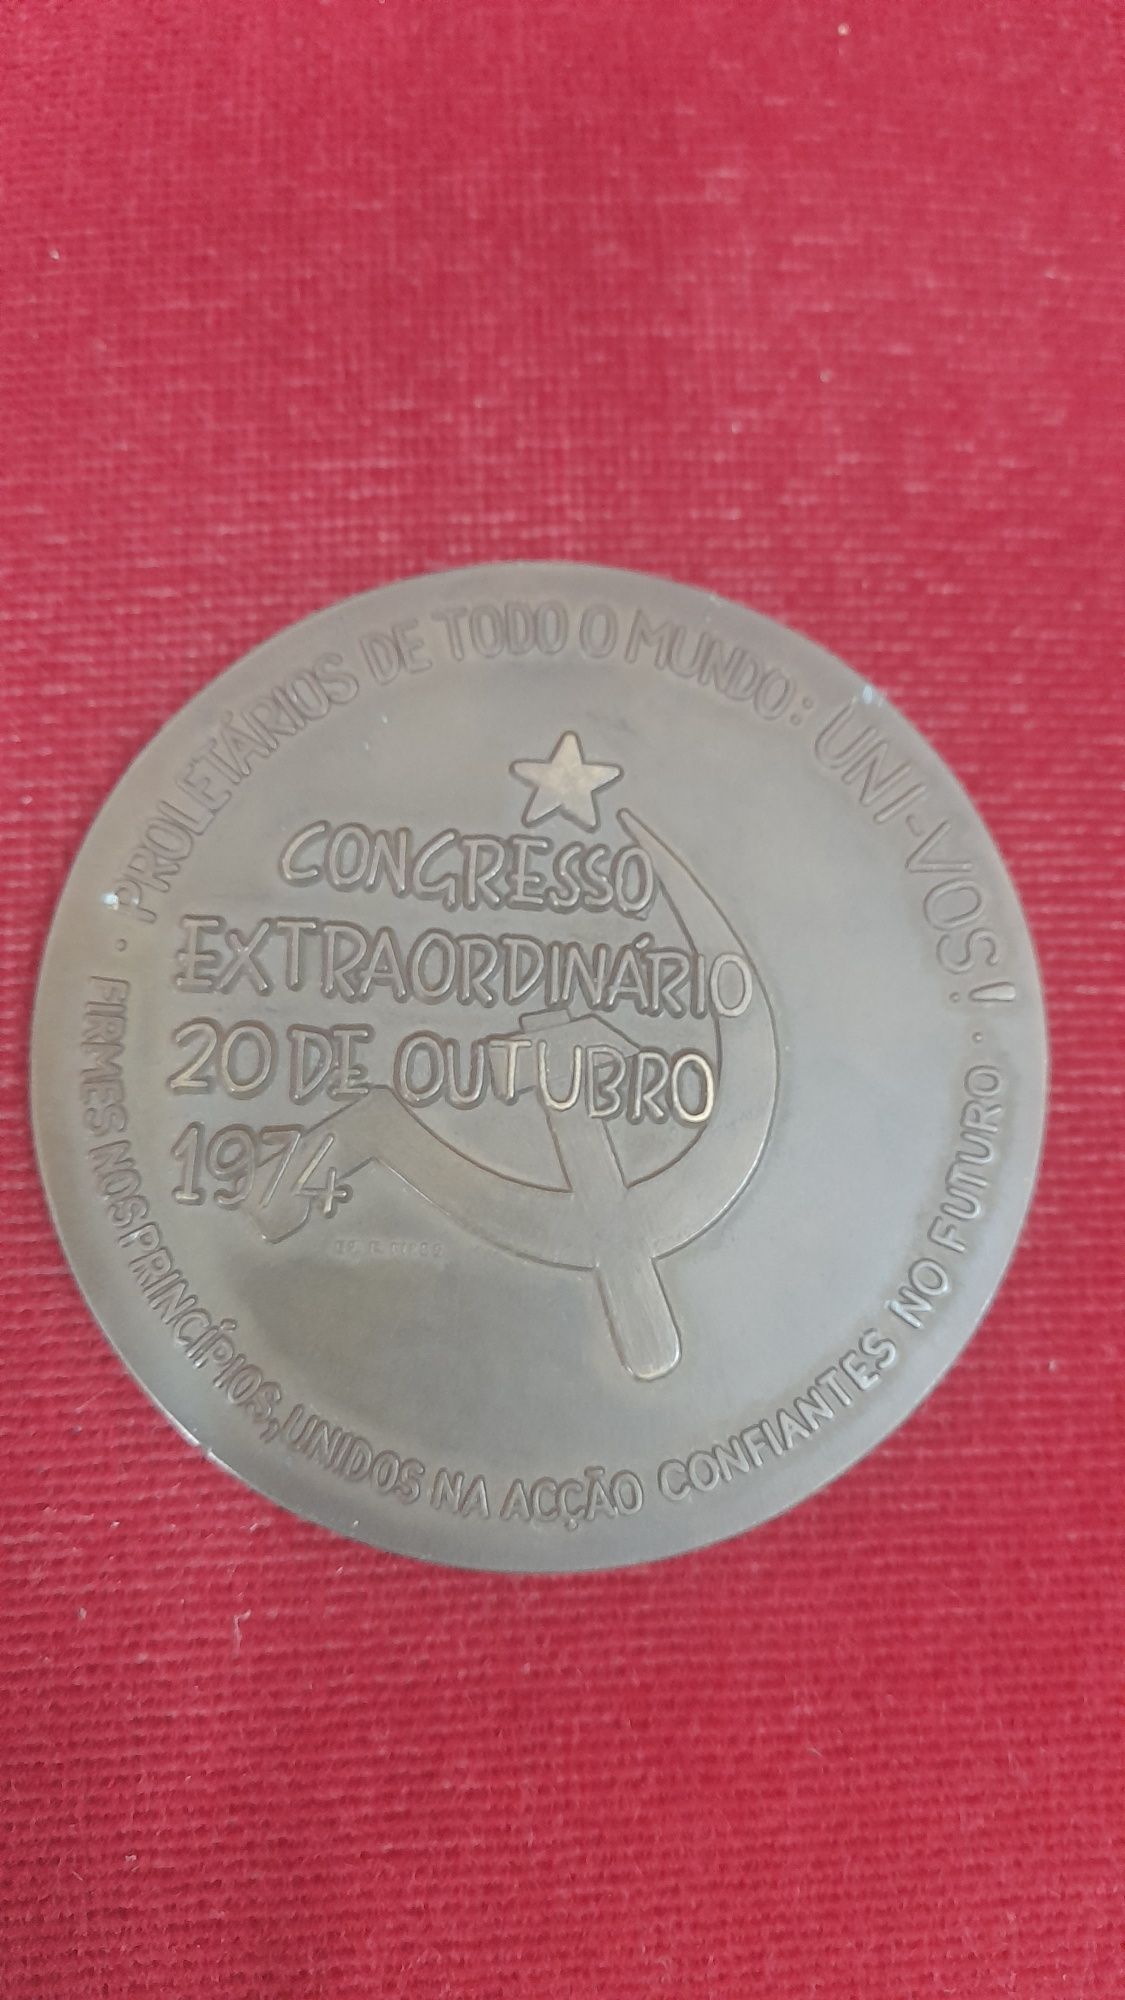 · PROLETÁRIOS DE TODO O MUNDO: UNI-VOS! ·
CONGRESSO
EXTRAORDINÁRIO
20 DE OUTUBRO
1974
FIRMES NOS PRINCÍPIOS, UNIDOS NA ACÇÃO CONFIANTES NO FUTURO